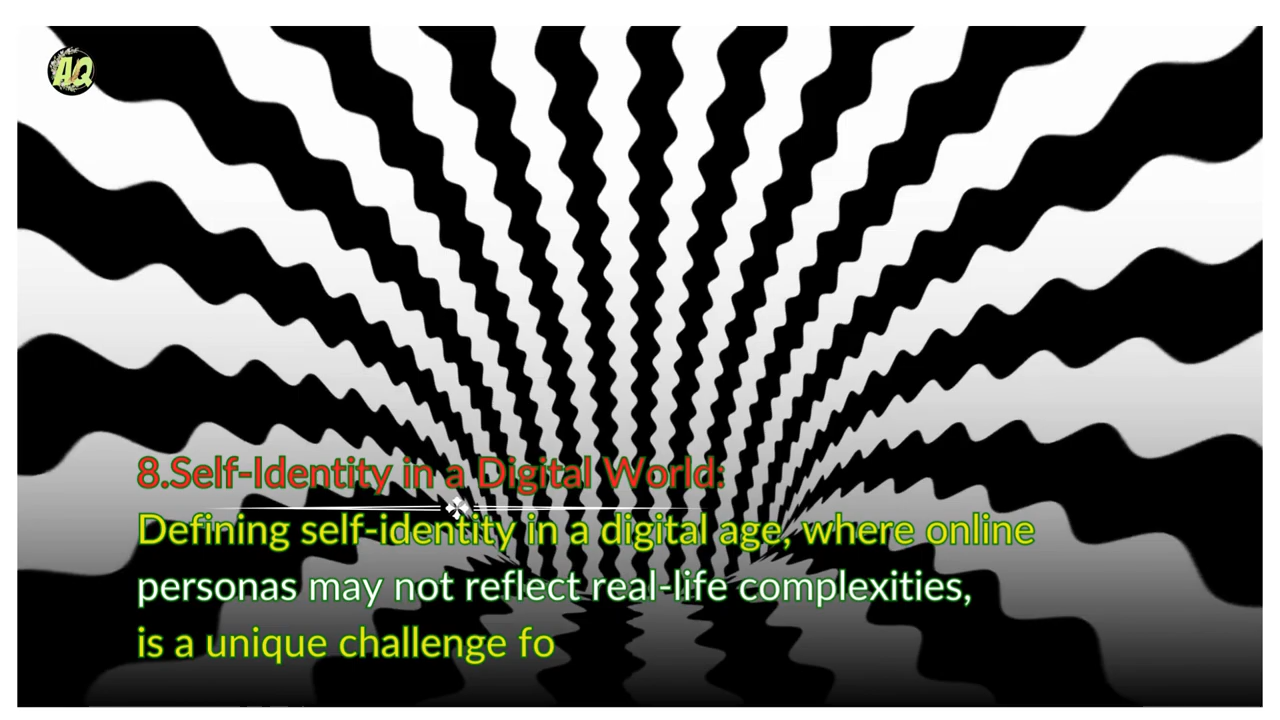 AQ
8.Self-Identity in a Digital World:
Defining self-identity in a digital age, where online
personas may not reflect real-life complexities,
is a unique challenge fo